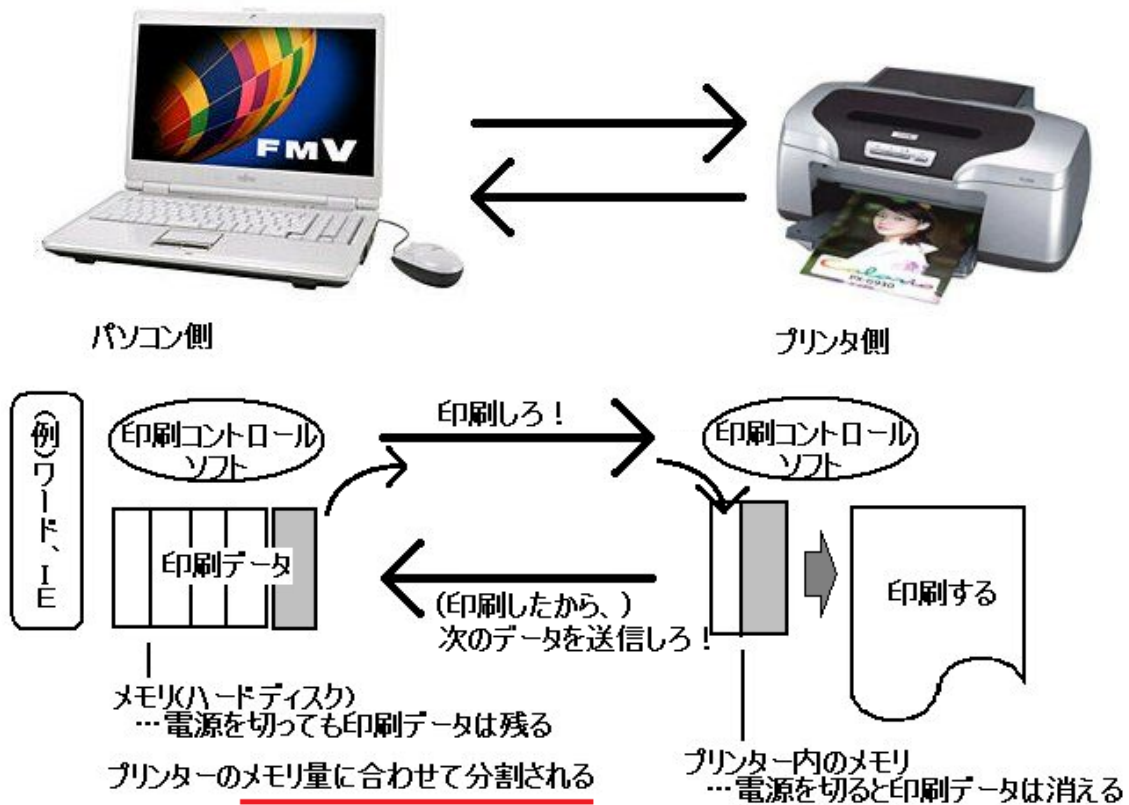 FMV
Colorio
PX-G930
パソコン側
プリンタ側
(例)ワード、IE
印刷コントロール
ソフト
印刷しろ！
印刷コントロール
ソフト
印刷データ
(印刷したから、)
次のデータを送信しろ！
印刷する
メモリ(ハードディスク)
…電源を切っても印刷データは残る
プリンターのメモリ量に合わせて分割される
プリンター内のメモリ
…電源を切ると印刷データは消える